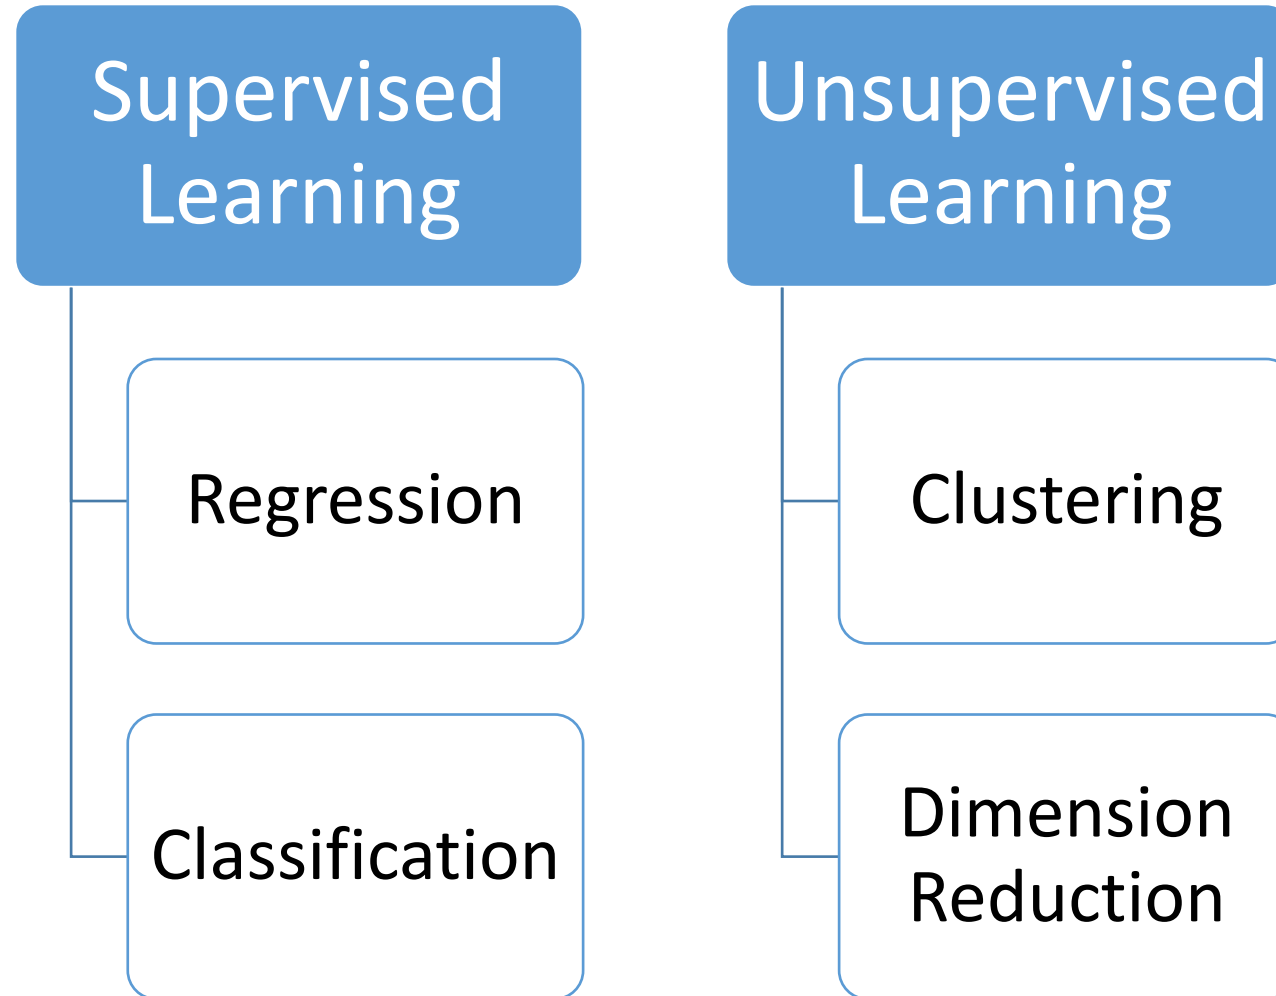 Supervised
Learning
Regression
Classification
Unsupervised
Learning
Clustering
Dimension
Reduction